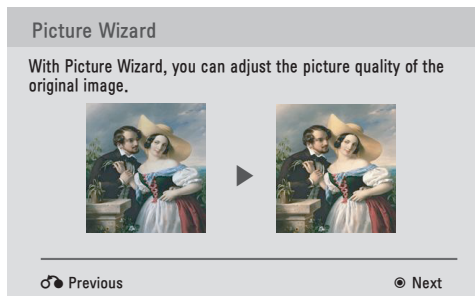 Picture Wizard
With Picture Wizard, you can adjust the picture quality of the
original image.
Previous
Next